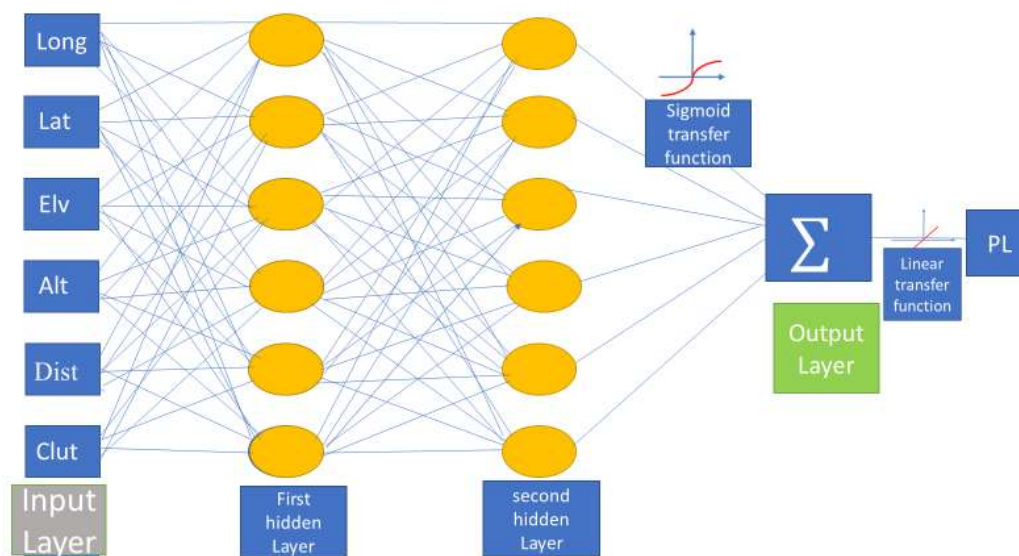 Long
Lat
Elv
Alt
Dist
Clut
Input
Layer
First
hidden
Layer
second
hidden
Layer
Sigmoid
transfer
function
Σ
Output
Layer
Linear
transfer
function
PL